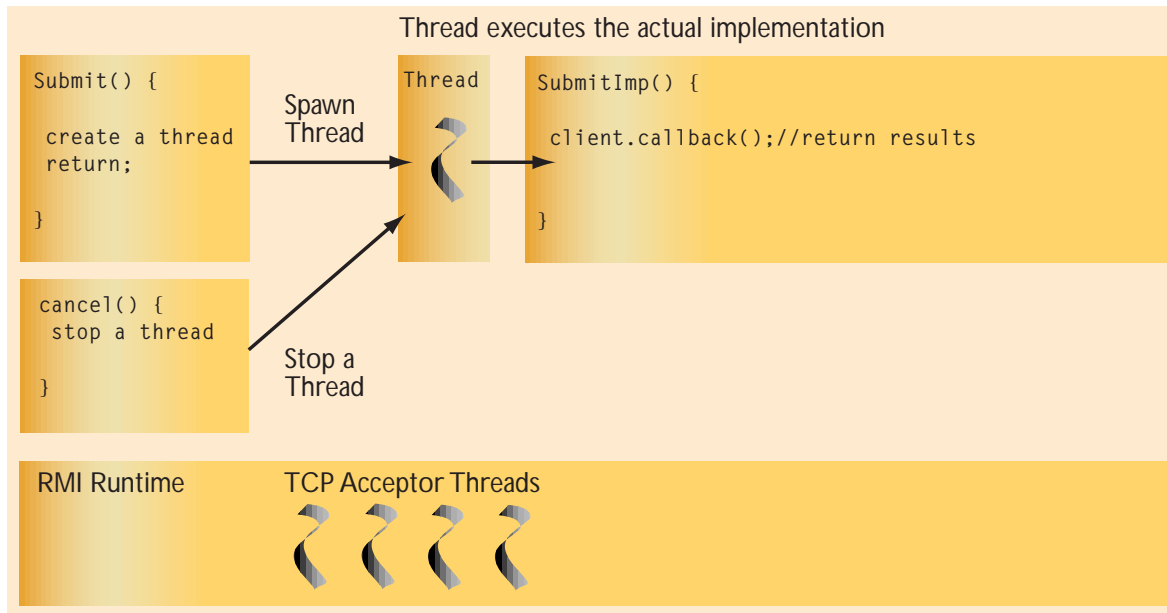 Thread executes the actual implementation
Submit() {
create a thread
return;
}
Spawn
Thread
Thread
SubmitImp() {
client.callback();//return results
}
cancel() {
stop a thread
}
Stop a
Thread
RMI Runtime
TCP Acceptor Threads